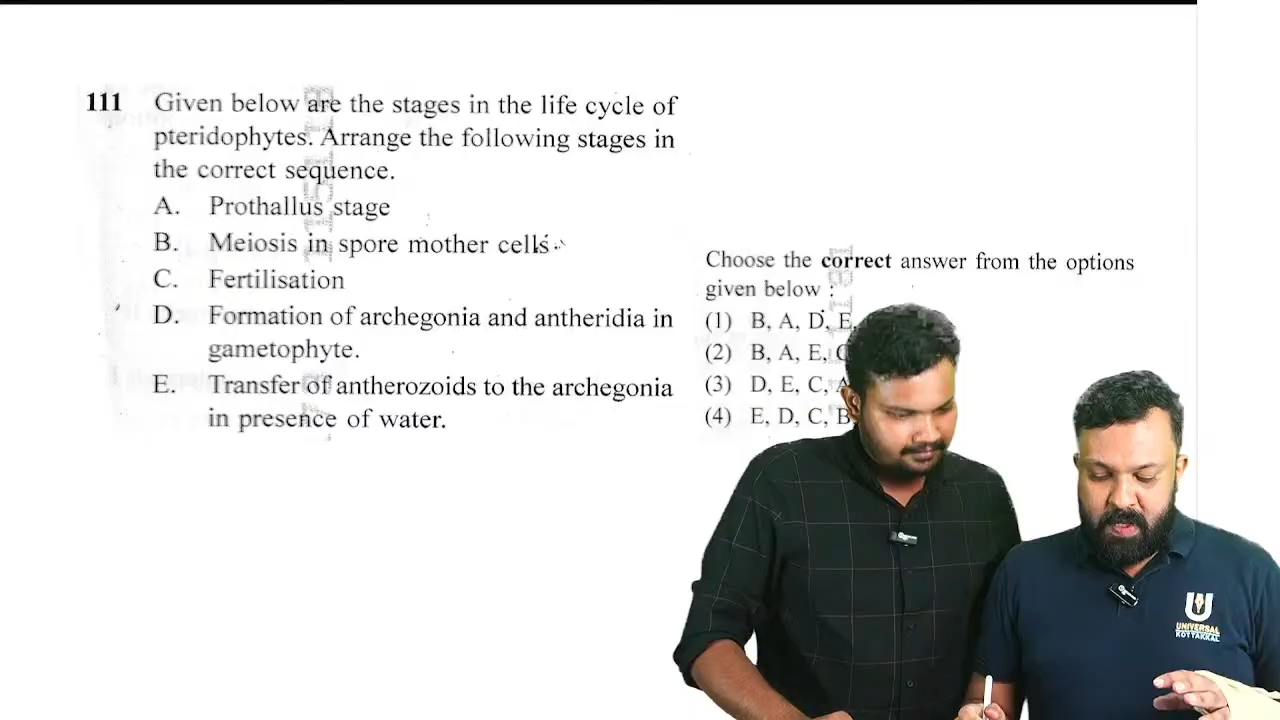 111 Given below are the stages in the life cycle of
pteridophytes. Arrange the following stages in
the correct sequence.
A. Prothallus stage
B. Meiosis in spore mother cells
C. Fertilisation
D. Formation of archegonia and antheridia in
gametophyte.
E. Transfer of antherozoids to the archegonia
in presence of water.
Choose the correct answer from the options
given below :
(1) B, A, D, E,
(2) B, A, E,
(3) D, E, C,
(4) E, D, C, B
UNIVERSAL
KOTTAKKAL